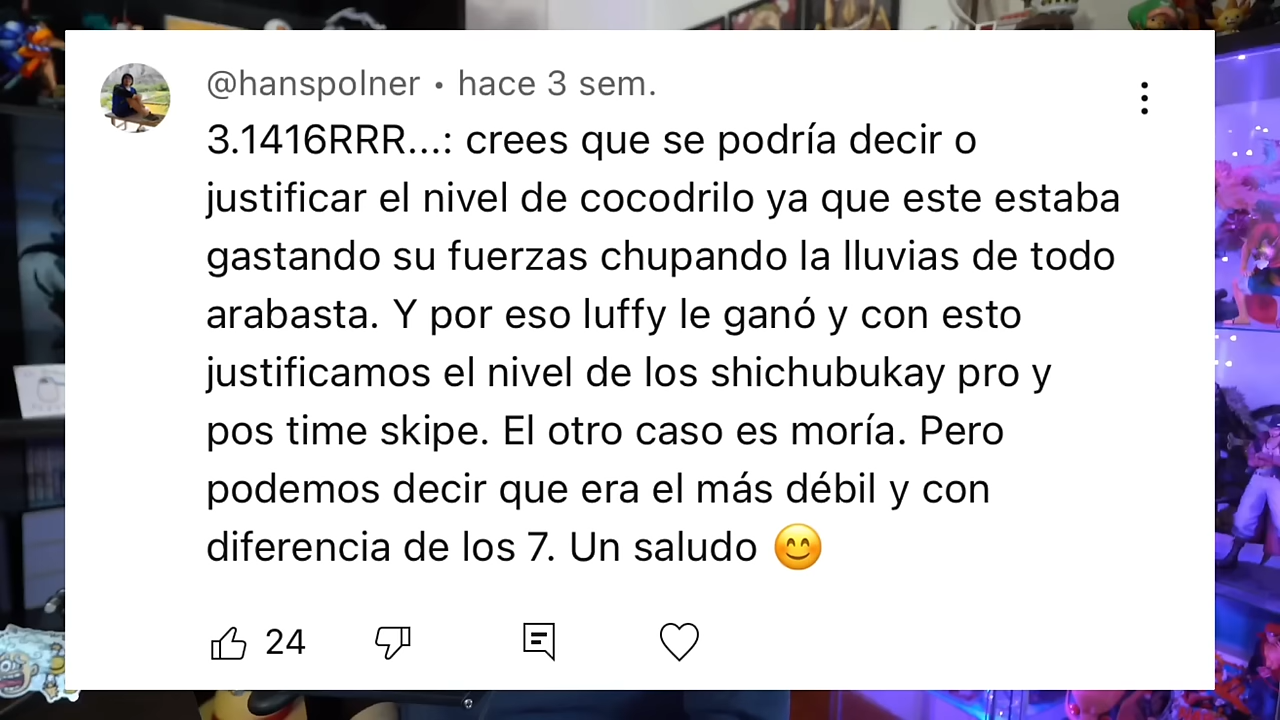 @hanspolner • hace 3 sem.
3.1416RRR...: crees que se podría decir o
justificar el nivel de cocodrilo ya que este estaba
gastando su fuerzas chupando la lluvias de todo
arabasta. Y por eso luffy le ganó y con esto
justificamos el nivel de los shichubukay pro y
pos time skipe. El otro caso es moría. Pero
podemos decir que era el más débil y con
diferencia de los 7. Un saludo 😊
24